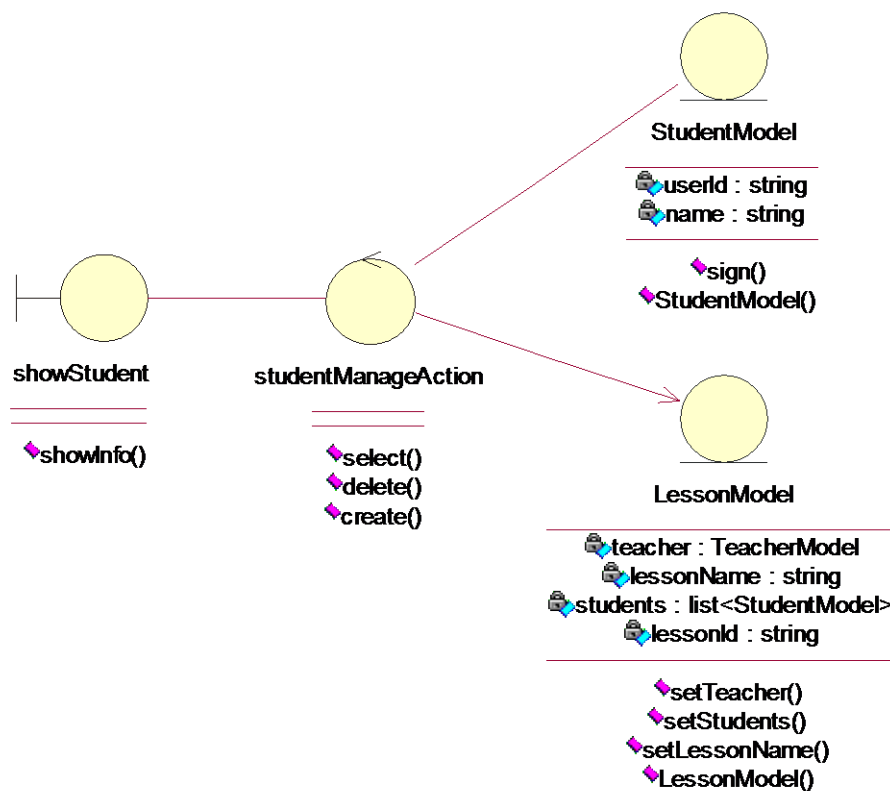 StudentModel
userId : string
name : string
sign()
StudentModel()
showStudent
showInfo()
studentManageAction
select()
delete()
create()
LessonModel
teacher : TeacherModel
lessonName : string
students : list<StudentModel>
lessonId : string
setTeacher()
setStudents()
setLessonName()
LessonModel()